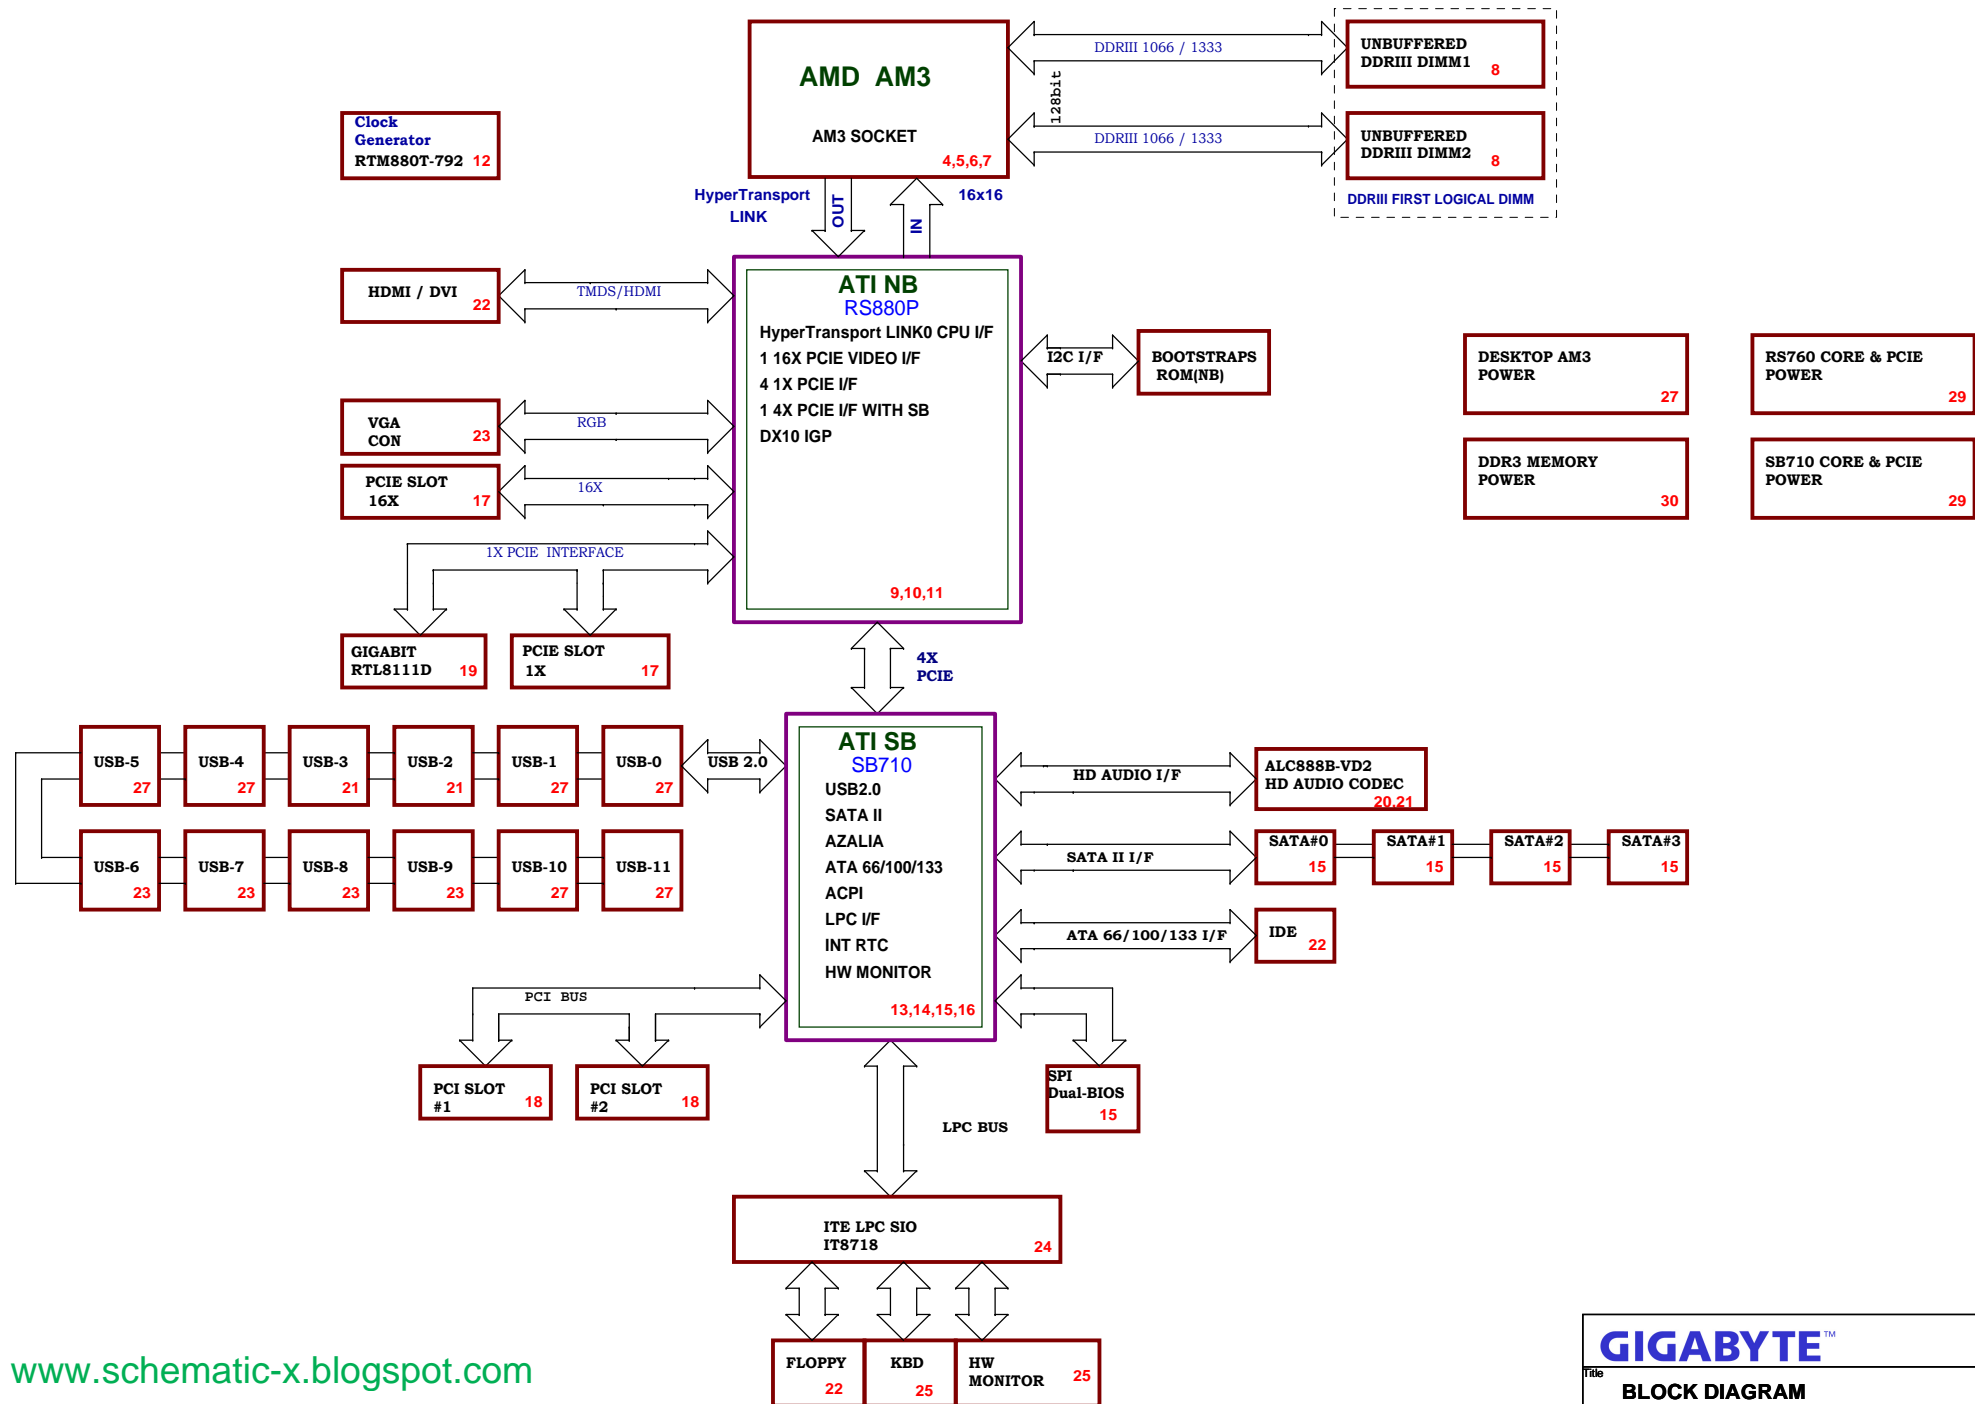 AMD AM3
AM3 SOCKET
4,5,6,7
DDRIII 1066 / 1333
128bit
DDRIII 1066 / 1333
UNBUFFERED
DDRIII DIMM1
8
UNBUFFERED
DDRIII DIMM2
8
DDRIII FIRST LOGICAL DIMM
Clock
Generator
RTM880T-792 12
HyperTransport
LINK
OUT
IN
16x16
ATI NB
RS880P
HyperTransport LINK0 CPU I/F
1 16X PCIE VIDEO I/F
4 1X PCIE I/F
1 4X PCIE I/F WITH SB
DX10 IGP
9,10,11
HDMI / DVI
22
TMDS/HDMI
VGA
CON
23
RGB
PCIE SLOT
16X
17
16X
1X PCIE INTERFACE
GIGABIT
RTL8111D
19
PCIE SLOT
1X
17
I2C I/F
BOOTSTRAPS
ROM(NB)
DESKTOP AM3
POWER
27
RS760 CORE & PCIE
POWER
29
DDR3 MEMORY
POWER
30
SB710 CORE & PCIE
POWER
29
4X
PCIE
ATI SB
SB710
USB2.0
SATA II
AZALIA
ATA 66/100/133
ACPI
LPC I/F
INT RTC
HW MONITOR
13,14,15,16
USB-5
27
USB-4
27
USB-3
21
USB-2
21
USB-1
27
USB-0
27
USB 2.0
USB-6
23
USB-7
23
USB-8
23
USB-9
23
USB-10
27
USB-11
27
HD AUDIO I/F
ALC888B-VD2
HD AUDIO CODEC
20,21
SATA II I/F
SATA#0
15
SATA#1
15
SATA#2
15
SATA#3
15
ATA 66/100/133 I/F
IDE
22
PCI BUS
PCI SLOT
#1
18
PCI SLOT
#2
18
SPI
Dual-BIOS
15
LPC BUS
ITE LPC SIO
IT8718
24
FLOPPY
22
KBD
25
HW
MONITOR
25
www.schematic-x.blogspot.com
GIGABYTE™
Title
BLOCK DIAGRAM